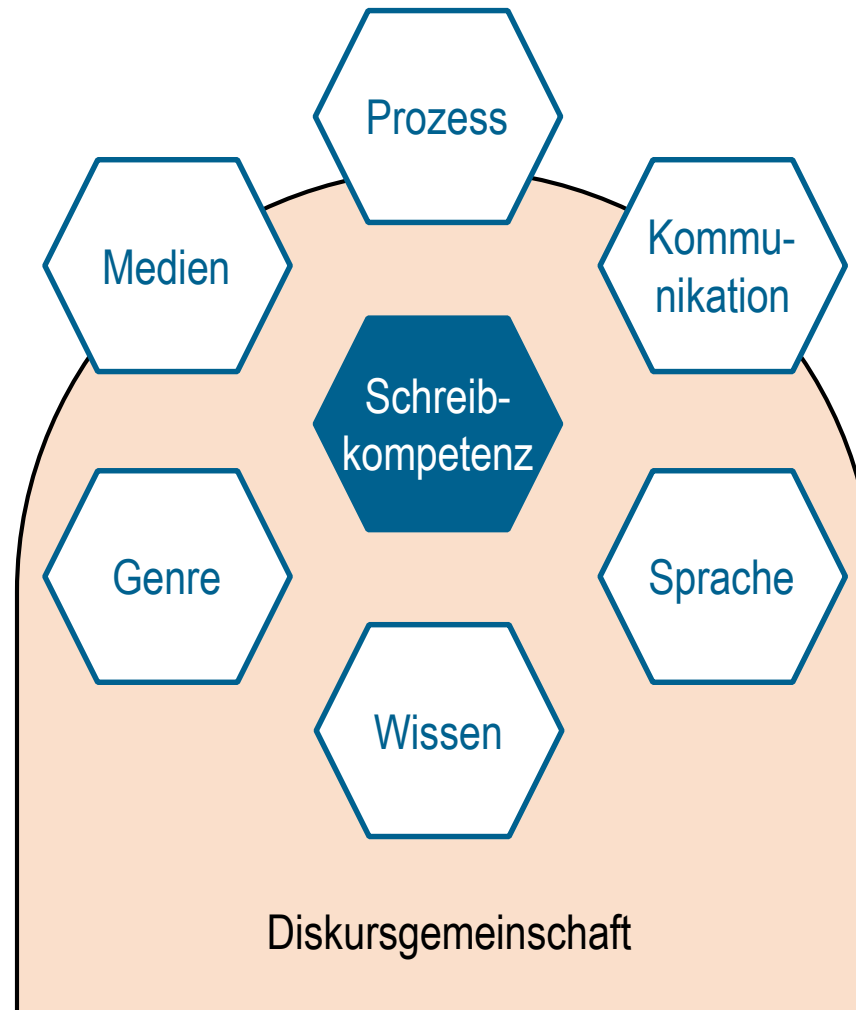 Prozess
Medien
Kommu-
nikation
Schreib-
kompetenz
Genre
Sprache
Wissen
Diskursgemeinschaft